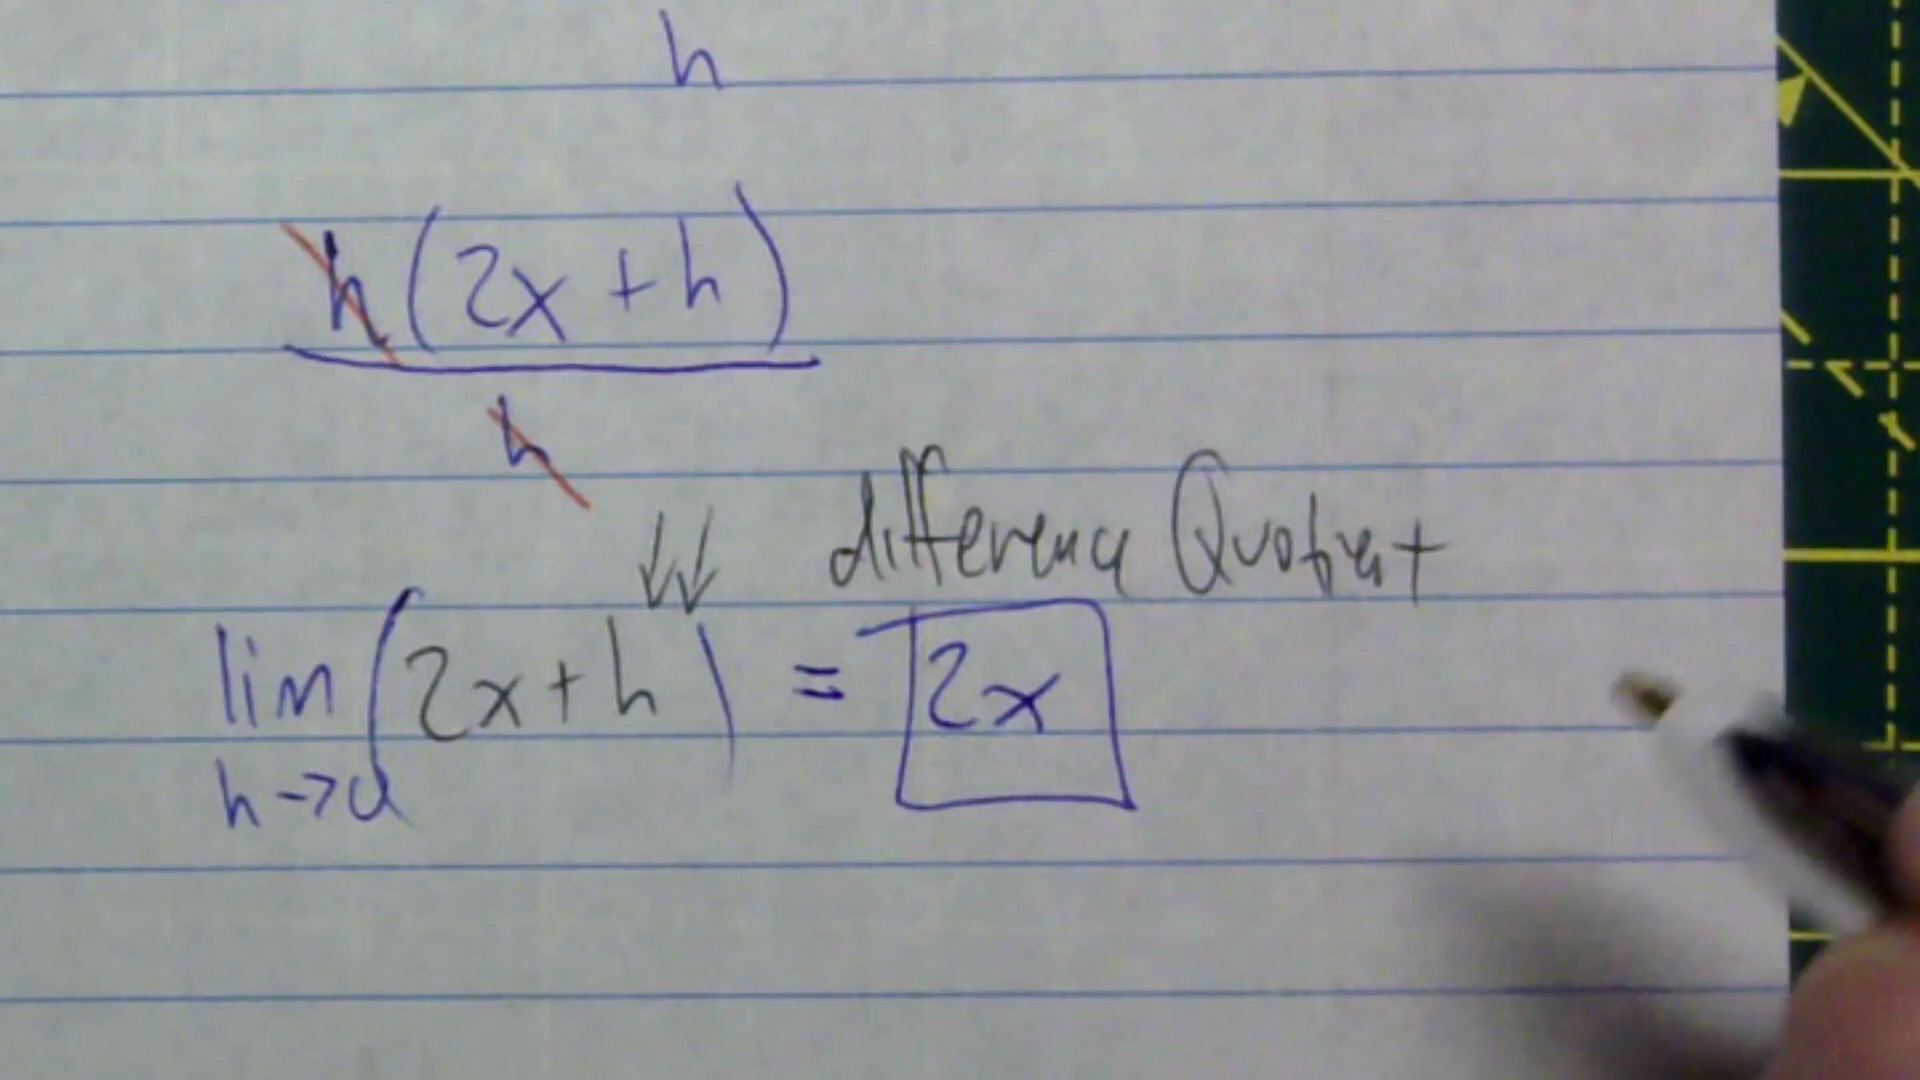 h
h(2x+h)
h
↓↓ difference Quotient
lim (2x+h) = 2x
h→0